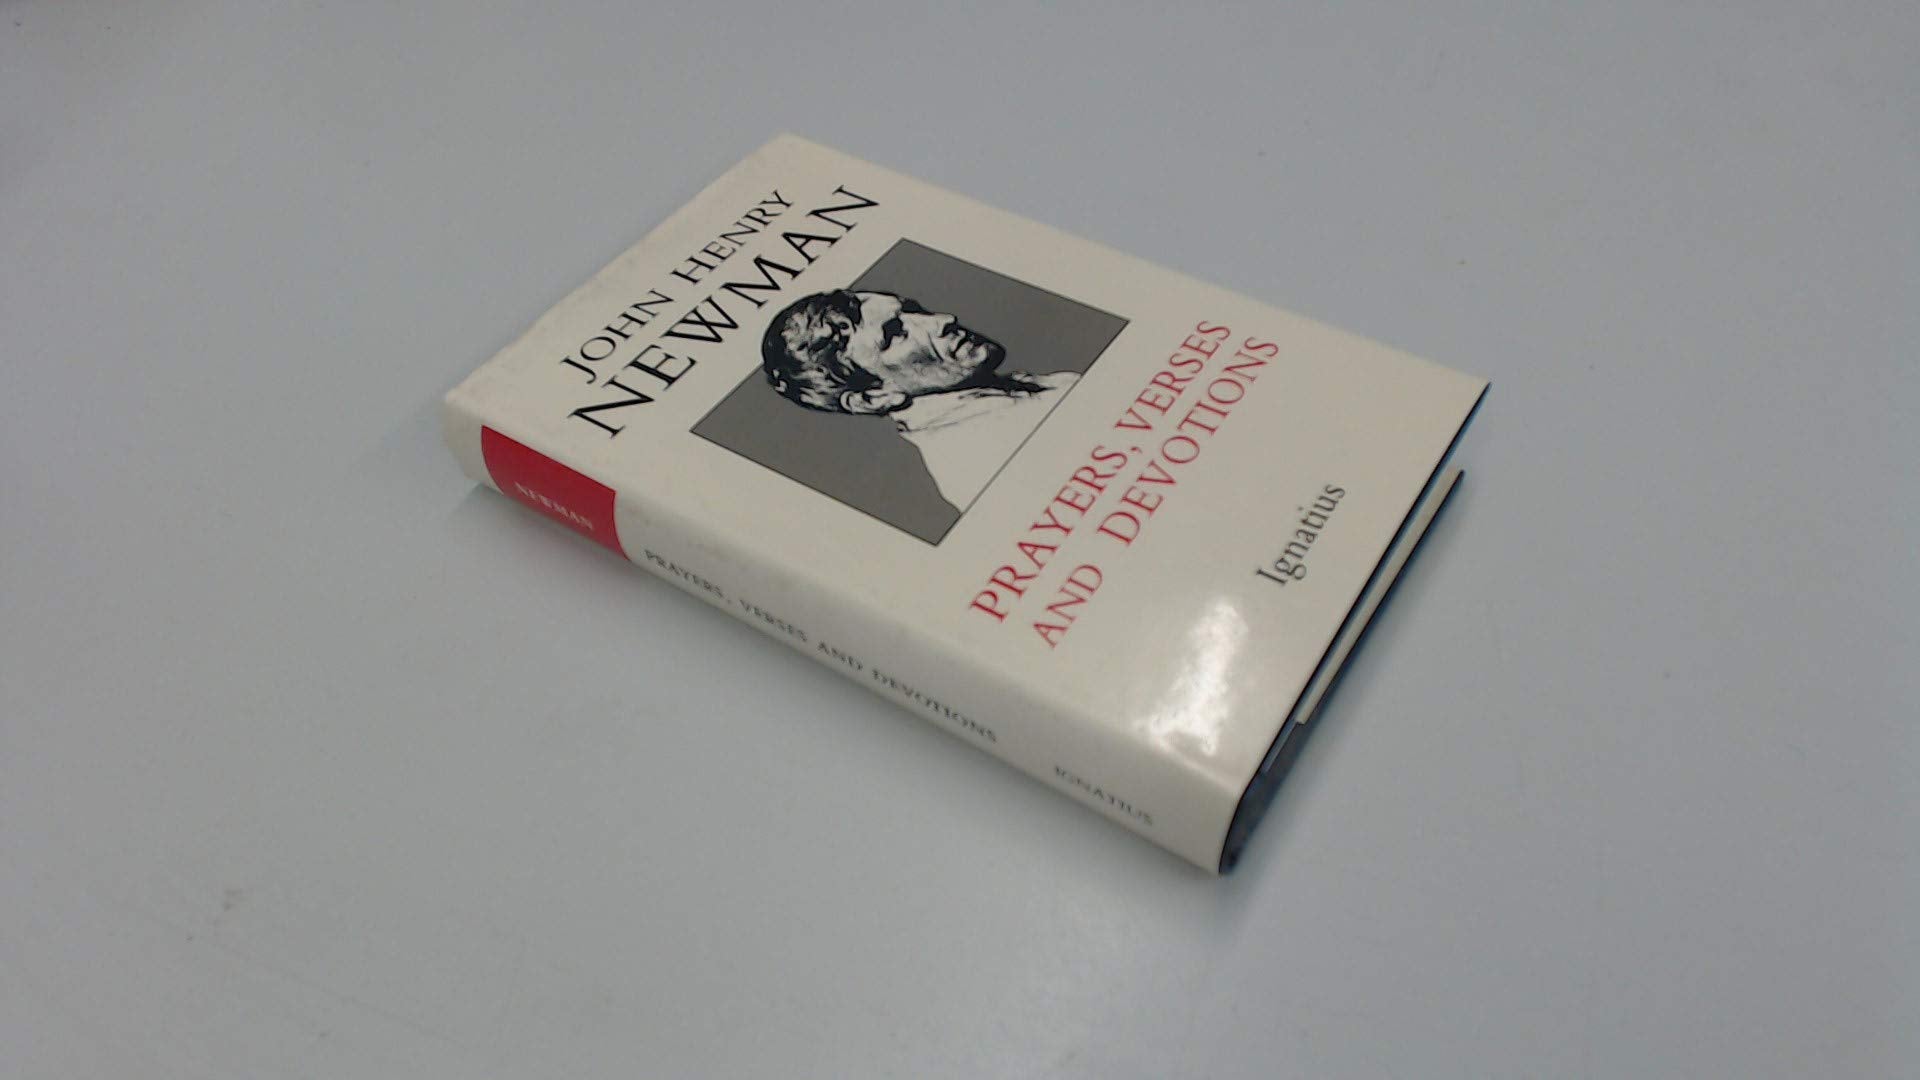 JOHN HENRY
NEWMAN
PRAYERS, VERSES
AND DEVOTIONS
Ignatius
NEWMAN
PRAYERS, VERSES AND DEVOTIONS
IGNATIUS